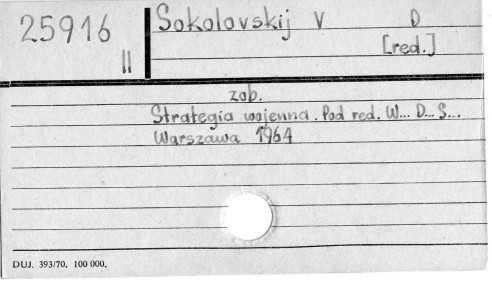 25916
II
Sokolovskij V D
[red.]
zob.
Strategia wojenna. Pod red. W... D... S...
Warszawa 1964
DUJ. 393/70. 100 000.